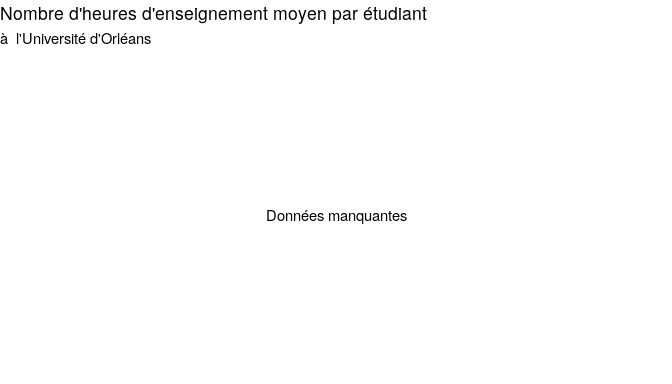 Nombre d'heures d'enseignement moyen par étudiant
à  l'Université d'Orléans
Données manquantes